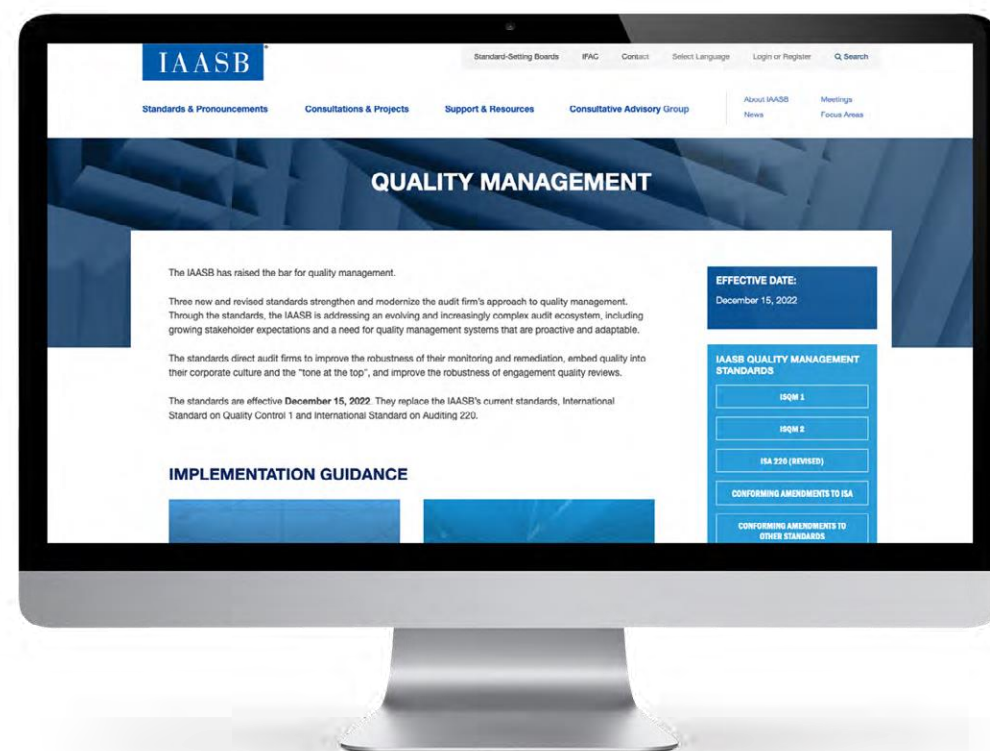 IAASB
Standard-Setting Boards IFAC Contact Select Language Login or Register Search
Standards & Pronouncements Consultations & Projects Support & Resources Consultative Advisory Group
About IAASB Meetings
News Focus Areas
QUALITY MANAGEMENT
The IAASB has raised the bar for quality management.
Three new and revised standards strengthen and modernize the audit firm's approach to quality management.
Through the standards, the IAASB is addressing an evolving and increasingly complex audit ecosystem, including
growing stakeholder expectations and a need for quality management systems that are proactive and adaptable.
The standards direct audit firms to improve the robustness of their monitoring and remediation, embed quality into
their corporate culture and the "tone at the top", and improve the robustness of engagement quality reviews.
The standards are effective December 15, 2022. They replace the IAASB's current standards, International
Standard on Quality Control 1 and International Standard on Auditing 220.
IMPLEMENTATION GUIDANCE
EFFECTIVE DATE:
December 15, 2022
IAASB QUALITY MANAGEMENT
STANDARDS
ISQM 1
ISQM 2
ISA 220 (REVISED)
CONFORMING AMENDMENTS TO ISA
CONFORMING AMENDMENTS TO
OTHER STANDARDS